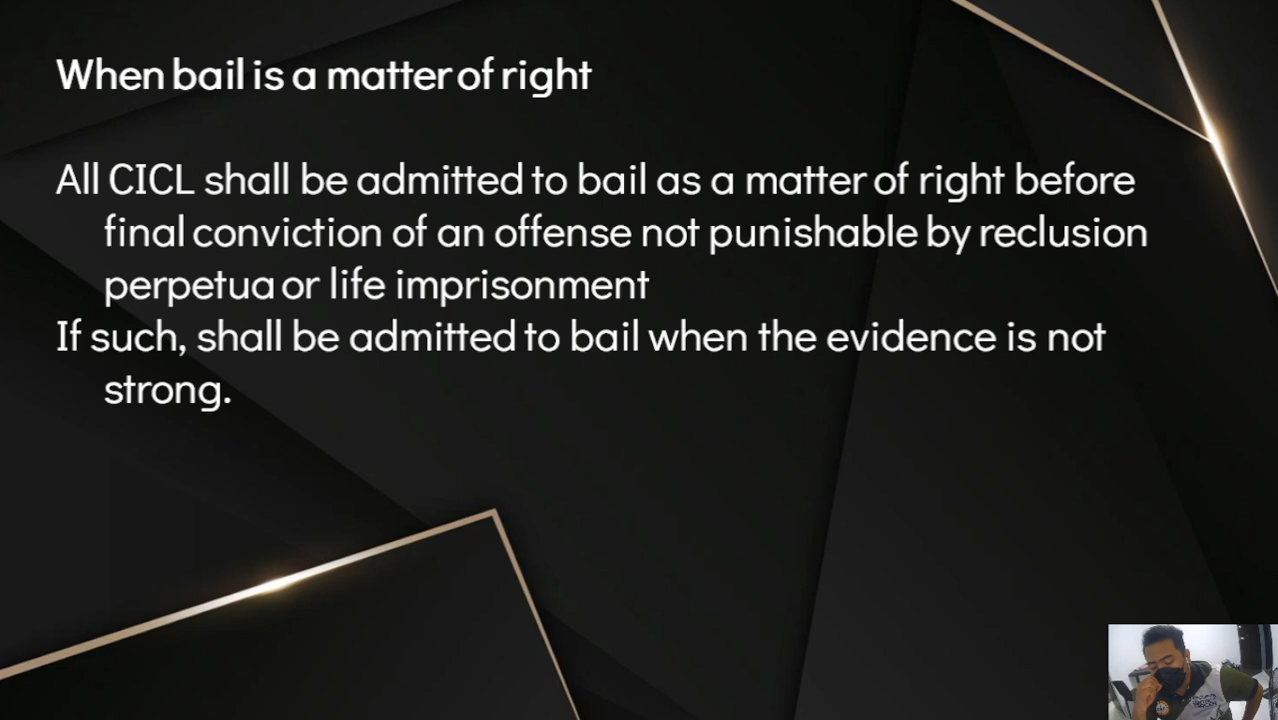 When bail is a matter of right
All CICL shall be admitted to bail as a matter of right before
final conviction of an offense not punishable by reclusion
perpetua or life imprisonment
If such, shall be admitted to bail when the evidence is not
strong.